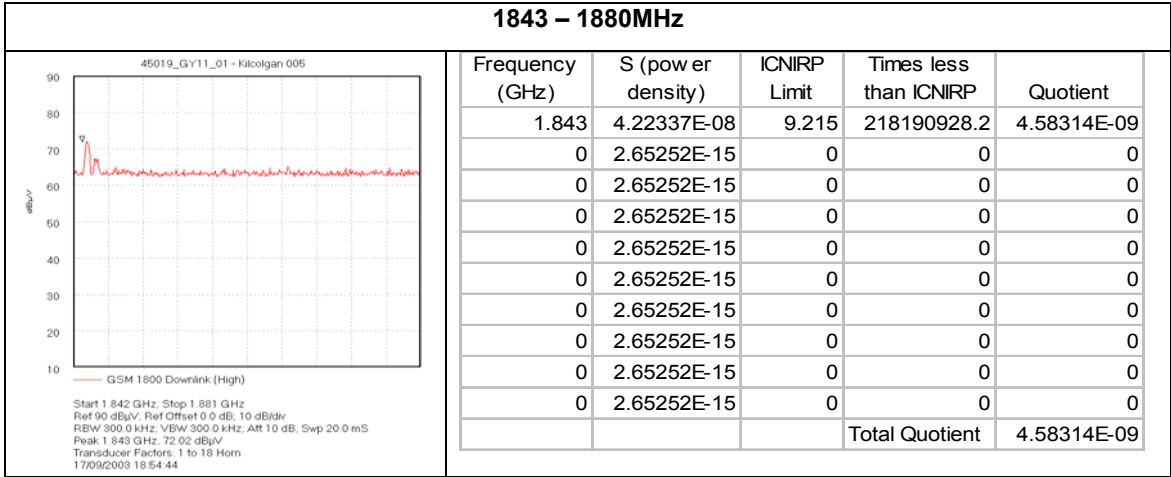 1843 – 1880MHz
45019_GY11_01 - Kilcolgan 005
90
80
70
60
50
40
30
20
10
dBµV
GSM 1800 Downlink (High)
Start 1.842 GHz; Stop 1.881 GHz
Ref 90 dBµV; Ref Offset 0.0 dB; 10 dB/div
RBW 300.0 kHz; VBW 300.0 kHz; Att 10 dB; Swp 20.0 mS
Peak 1.843 GHz, 72.02 dBµV
Transducer Factors: 1 to 18 Horn
17/09/2003 18:54:44
Frequency (GHz) S (power density) ICNIRP Limit Times less than ICNIRP Quotient
1.843 4.22337E-08 9.215 218190928.2 4.58314E-09
0 2.65252E-15 0 0 0
0 2.65252E-15 0 0 0
0 2.65252E-15 0 0 0
0 2.65252E-15 0 0 0
0 2.65252E-15 0 0 0
0 2.65252E-15 0 0 0
0 2.65252E-15 0 0 0
0 2.65252E-15 0 0 0
0 2.65252E-15 0 0 0
Total Quotient 4.58314E-09